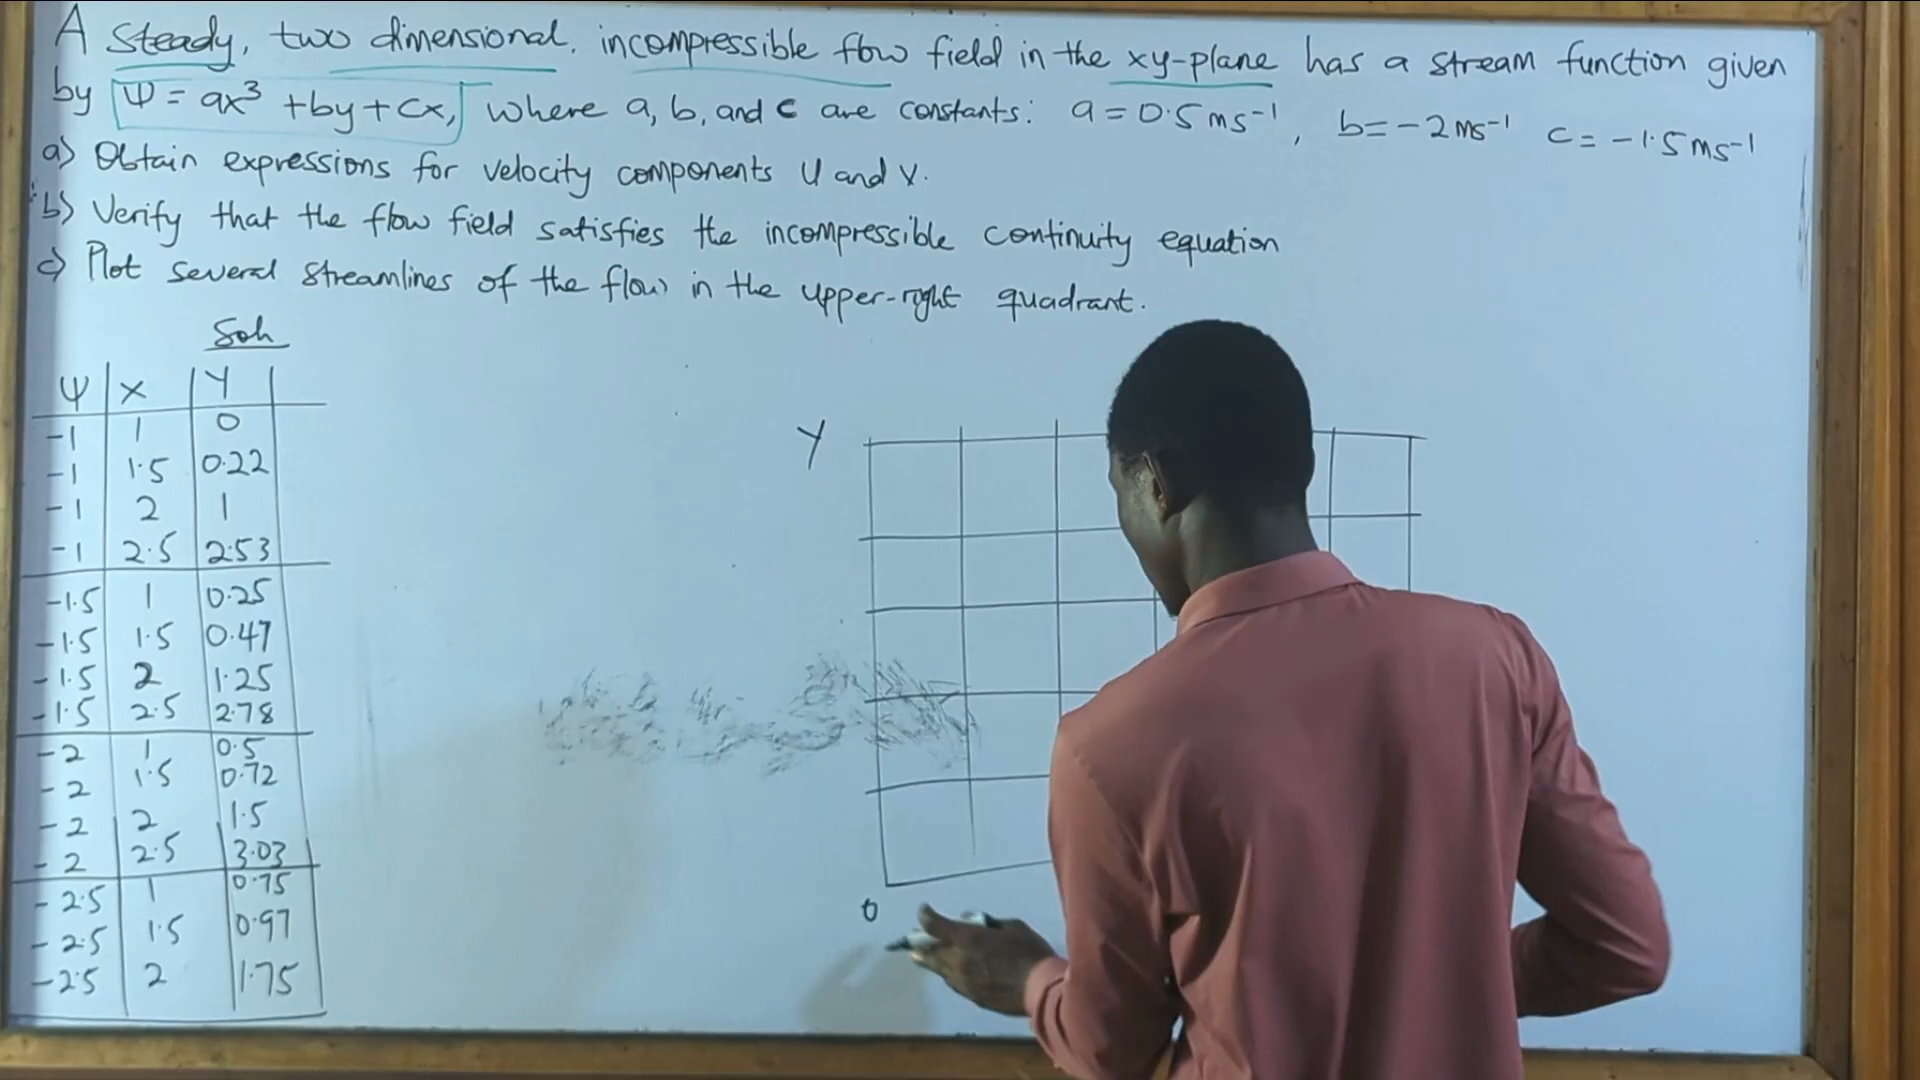 A steady, two dimensional, incompressible flow field in the xy-plane has a stream function given
by Ψ = ax³ + by + cx, where a, b, and c are constants: a = 0.5ms⁻¹, b = -2ms⁻¹ c = -1.5ms⁻¹
a) Obtain expressions for velocity components u and v.
b) Verify that the flow field satisfies the incompressible continuity equation
c) Plot several streamlines of the flow in the upper-right quadrant.
Soln
Ψ X Y
-1 1 0
-1 1.5 0.22
-1 2 1
-1 2.5 2.53
-1.5 1 0.25
-1.5 1.5 0.47
-1.5 2 1.25
-1.5 2.5 2.78
-2 1 0.5
-2 1.5 0.72
-2 2 1.5
-2 2.5 3.03
-2.5 1 0.75
-2.5 1.5 0.97
-2.5 2 1.75
Y
0